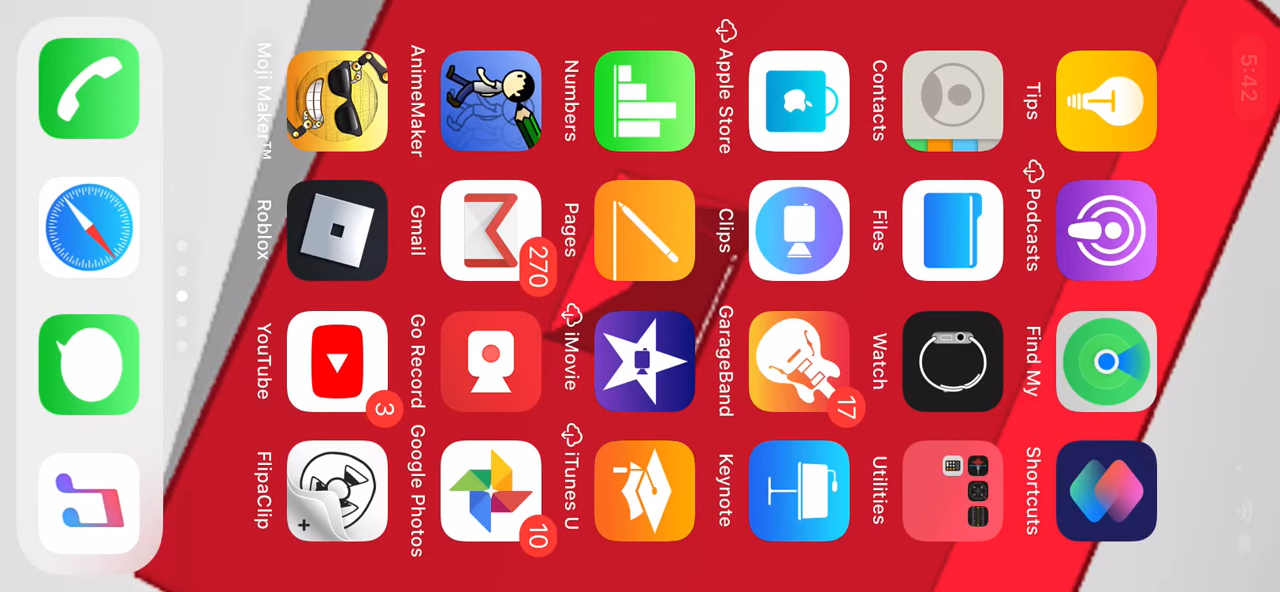 5:42
Tips Podcasts Find My Shortcuts
Contacts Files Watch Utilities
17
Apple Store Clips GarageBand Keynote
Numbers Pages iMovie iTunes U
270 10
AnimeMaker Gmail Go Record Google Photos
3
Moji Maker™ Roblox YouTube FlipaClip